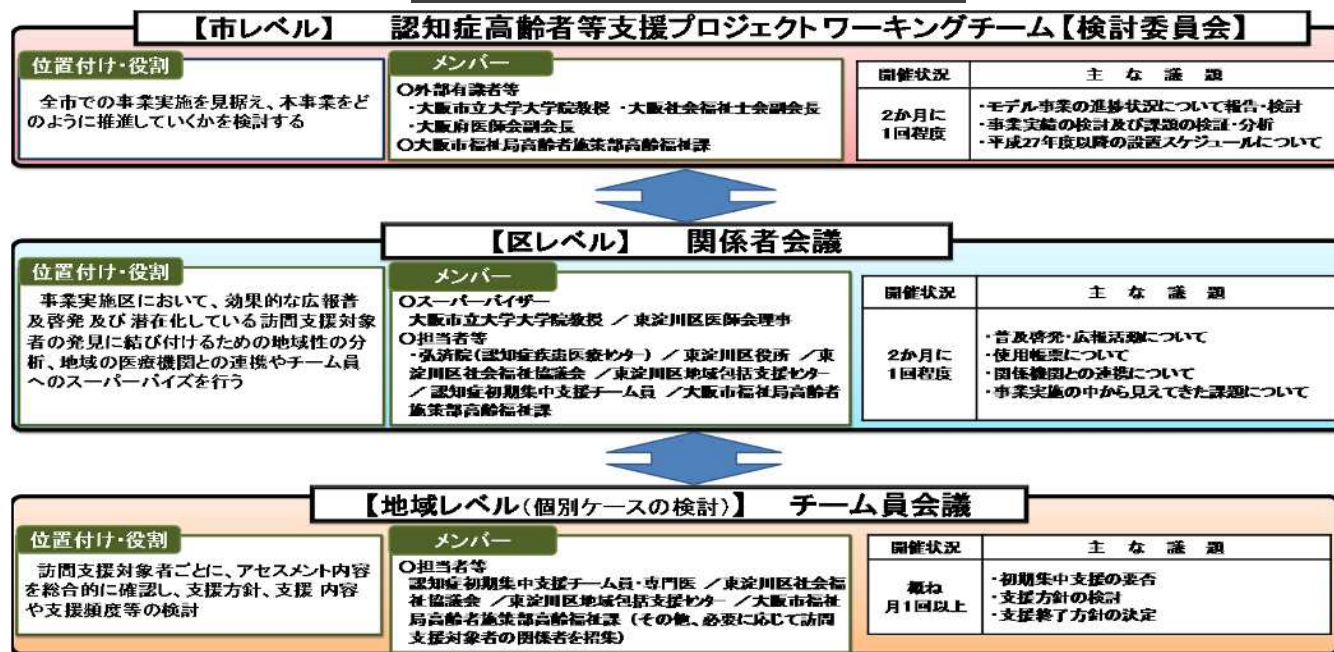 【市レベル】 認知症高齢者等支援プロジェクトワーキングチーム【検討委員会】
位置付け・役割
全市での事業実施を見据え、本事業をど
のように推進していくかを検討する
メンバー
○外部有識者等
・大阪市立大学大学院教授 ・大阪社会福祉士会副会長
・大阪府医師会副会長
○大阪市福祉局高齢者施策部高齢福祉課
開催状況
主な議題
2か月に
1回程度
・モデル事業の進捗状況について報告・検討
・事業実績の検討及び課題の検証・分析
・平成27年度以降の設置スケジュールについて
【区レベル】 関係者会議
位置付け・役割
事業実施区において、効果的な広報普
及啓発及び潜在化している訪問支援対象
者の発見に結び付けるための地域性の分
析、地域の医療機関との連携やチーム員
へのスーパーバイズを行う
メンバー
○スーパーバイザー
大阪市立大学大学院教授 ／ 東淀川区医師会理事
○担当者等
・弘済院(認知症疾患医療センター) ／ 東淀川区役所 ／ 東
淀川区社会福祉協議会 ／ 東淀川区地域包括支援センター
／ 認知症初期集中支援チーム員 ／大阪市福祉局高齢者
施策部高齢福祉課
開催状況
主な議題
2か月に
1回程度
・普及啓発・広報活動について
・使用帳票について
・関係機関との連携について
・事業実施の中から見えてきた課題について
【地域レベル(個別ケースの検討)】 チーム員会議
位置付け・役割
訪問支援対象者ごとに、アセスメント内容
を総合的に確認し、支援方針、支援 内容
や支援頻度等の検討
メンバー
○担当者等
認知症初期集中支援チーム員・専門医 ／東淀川区社会福
祉協議会 ／東淀川区地域包括支援センター ／大阪市福祉
局高齢者施策部高齢福祉課 (その他、必要に応じて訪問
支援対象者の関係者を招集)
開催状況
主な議題
概ね
月1回以上
・初期集中支援の要否
・支援方針の検討
・支援終了方針の決定